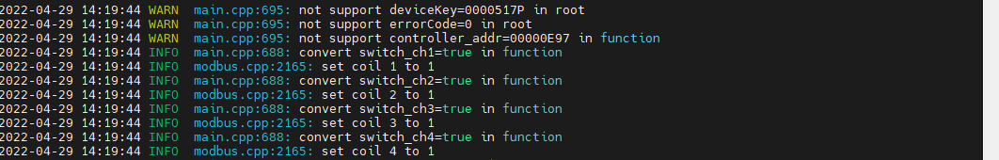 2022-04-29 14:19:44 WARN  main.cpp:695: not support deviceKey=0000517P in root
2022-04-29 14:19:44 WARN  main.cpp:695: not support errorCode=0 in root
2022-04-29 14:19:44 WARN  main.cpp:695: not support controller_addr=00000E97 in function
2022-04-29 14:19:44 INFO  main.cpp:688: convert switch_ch1=true in function
2022-04-29 14:19:44 INFO  modbus.cpp:2165: set coil 1 to 1
2022-04-29 14:19:44 INFO  main.cpp:688: convert switch_ch2=true in function
2022-04-29 14:19:44 INFO  modbus.cpp:2165: set coil 2 to 1
2022-04-29 14:19:44 INFO  main.cpp:688: convert switch_ch3=true in function
2022-04-29 14:19:44 INFO  modbus.cpp:2165: set coil 3 to 1
2022-04-29 14:19:44 INFO  main.cpp:688: convert switch_ch4=true in function
2022-04-29 14:19:44 INFO  modbus.cpp:2165: set coil 4 to 1